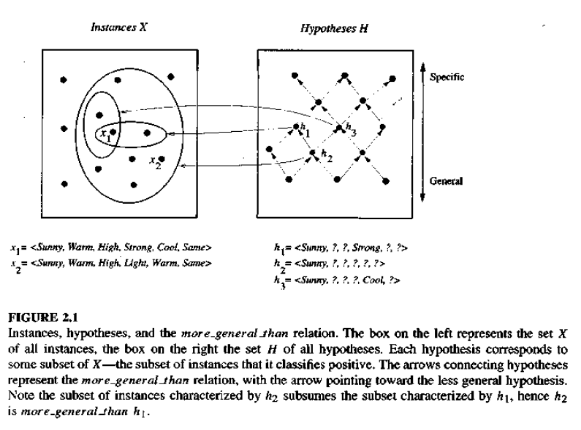 Instances X
Hypotheses H
Specific
General
x1
x2
h1
h3
h2
x1= <Sunny, Warm, High, Strong, Cool, Same>
x2= <Sunny, Warm, High, Light, Warm, Same>
h1= <Sunny, ?, ?, Strong, ?, ?>
h2= <Sunny, ?, ?, ?, ?, ?>
h3= <Sunny, ?, ?, ?, Cool, ?>
FIGURE 2.1
Instances, hypotheses, and the more_general_than relation. The box on the left represents the set X
of all instances, the box on the right the set H of all hypotheses. Each hypothesis corresponds to
some subset of X—the subset of instances that it classifies positive. The arrows connecting hypotheses
represent the more_general_than relation, with the arrow pointing toward the less general hypothesis.
Note the subset of instances characterized by h2 subsumes the subset characterized by h1, hence h2
is more_general_than h1.